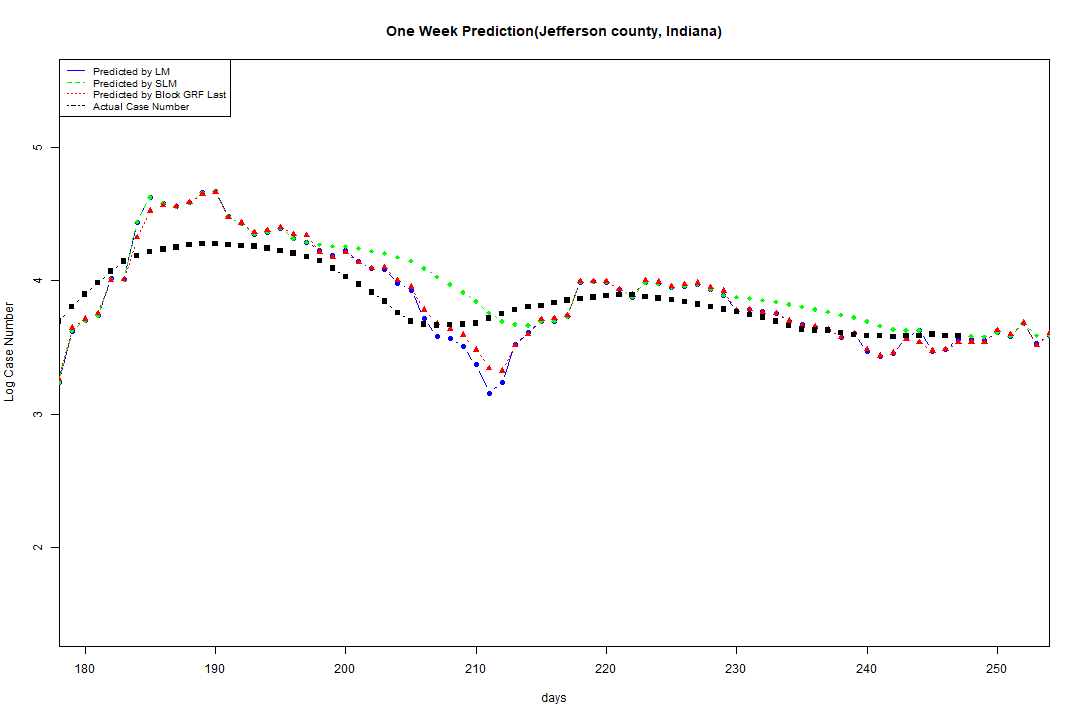 One Week Prediction(Jefferson county, Indiana)
Predicted by LM
Predicted by SLM
Predicted by Block GRF Last
Actual Case Number
5
4
3
2
Log Case Number
180 190 200 210 220 230 240 250
days